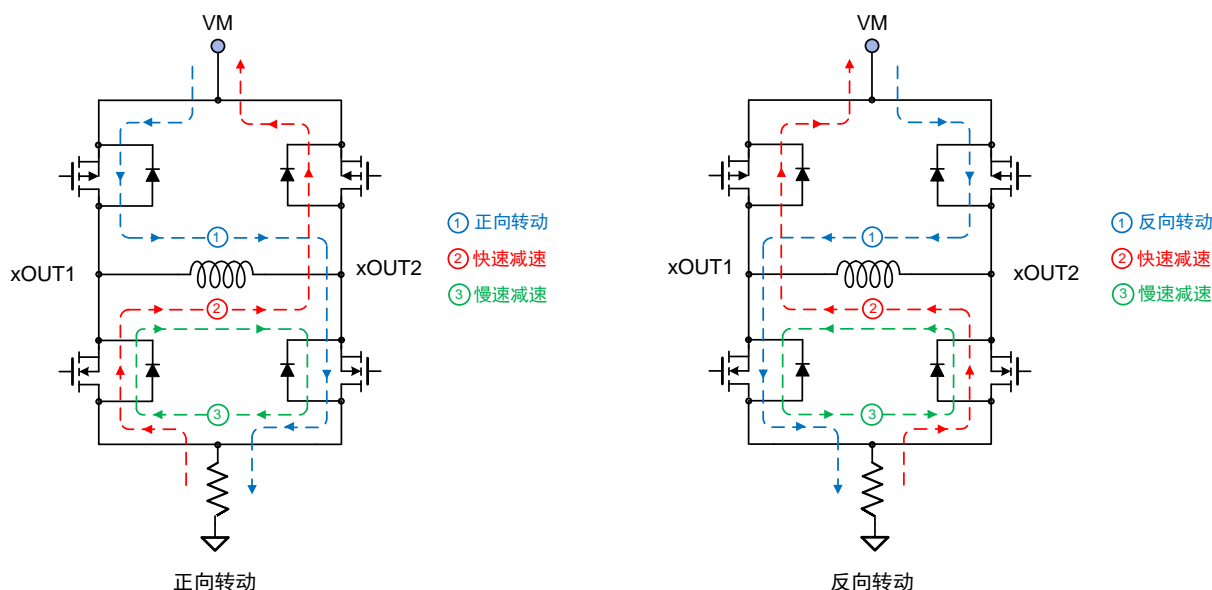 VM
xOUT1
xOUT2
①
②
③
① 正向转动
② 快速减速
③ 慢速减速
正向转动
VM
xOUT1
xOUT2
①
②
③
① 反向转动
② 快速减速
③ 慢速减速
反向转动